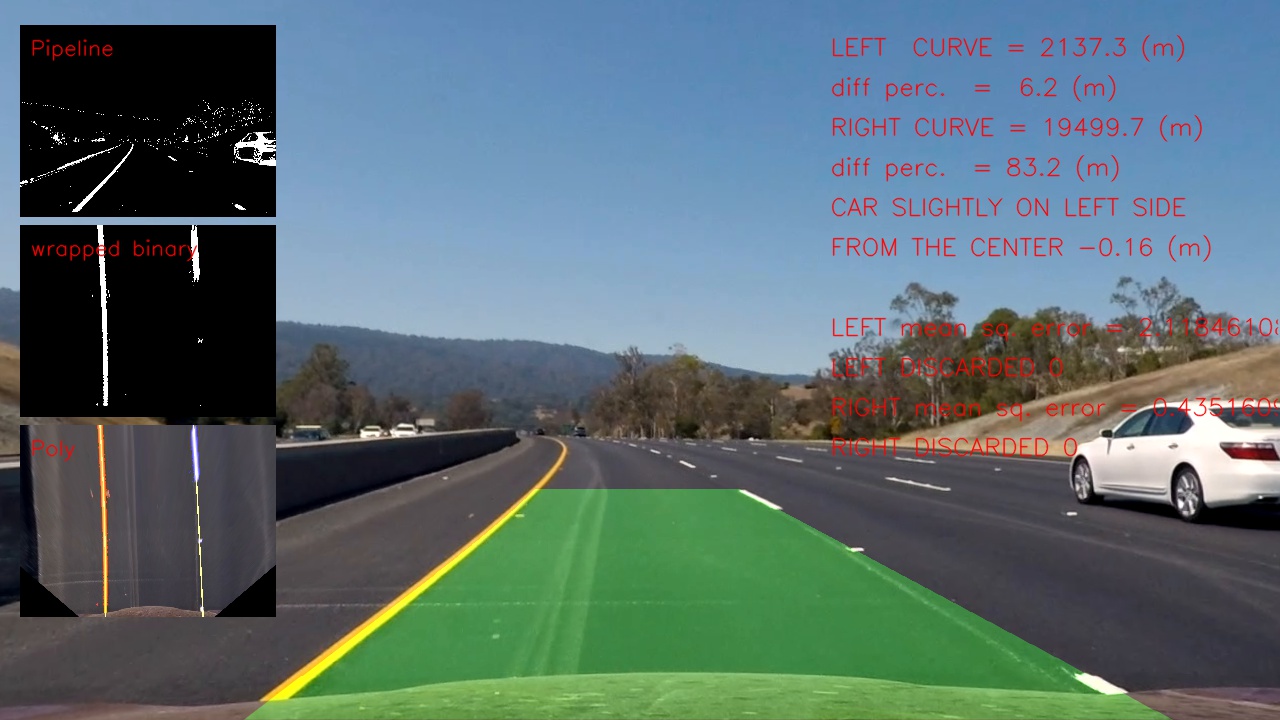 Pipeline
wrapped binary
Poly
LEFT CURVE = 2137.3 (m)
diff perc. = 6.2 (m)
RIGHT CURVE = 19499.7 (m)
diff perc. = 83.2 (m)
CAR SLIGHTLY ON LEFT SIDE
FROM THE CENTER -0.16 (m)
LEFT mean sq. error = 2.1184610
LEFT DISCARDED 0
RIGHT mean sq. error = 0.435160
RIGHT DISCARDED 0